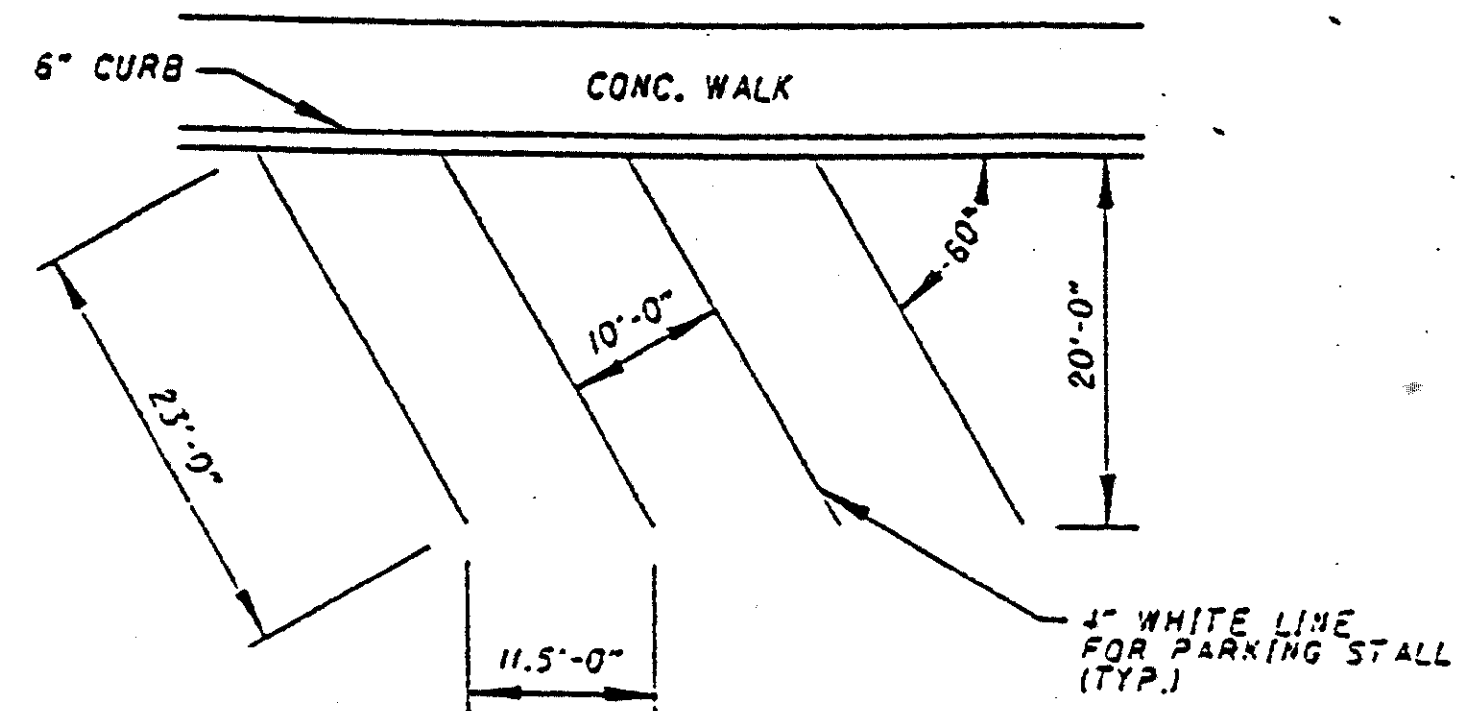 6" CURB
CONC. WALK
60°
10'-0"
20'-0"
23'-0"
4" WHITE LINE
FOR PARKING STALL
(TYP.)
11.5'-0"